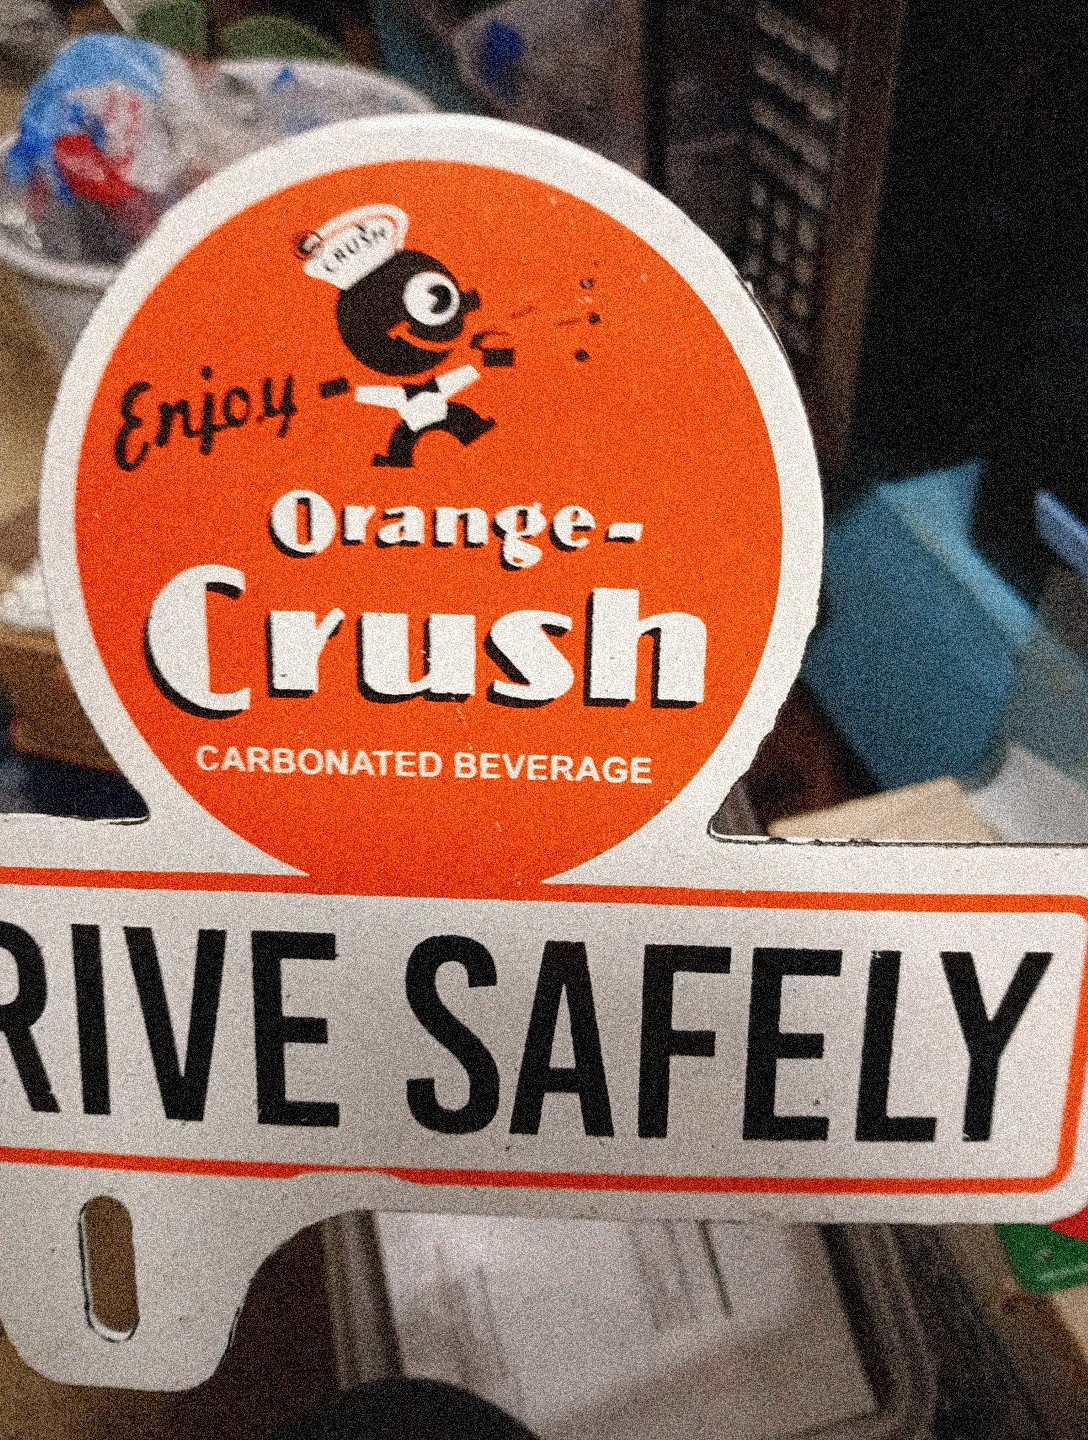 CRUSH
Enjoy
Orange-
Crush
CARBONATED BEVERAGE
RIVE SAFELY